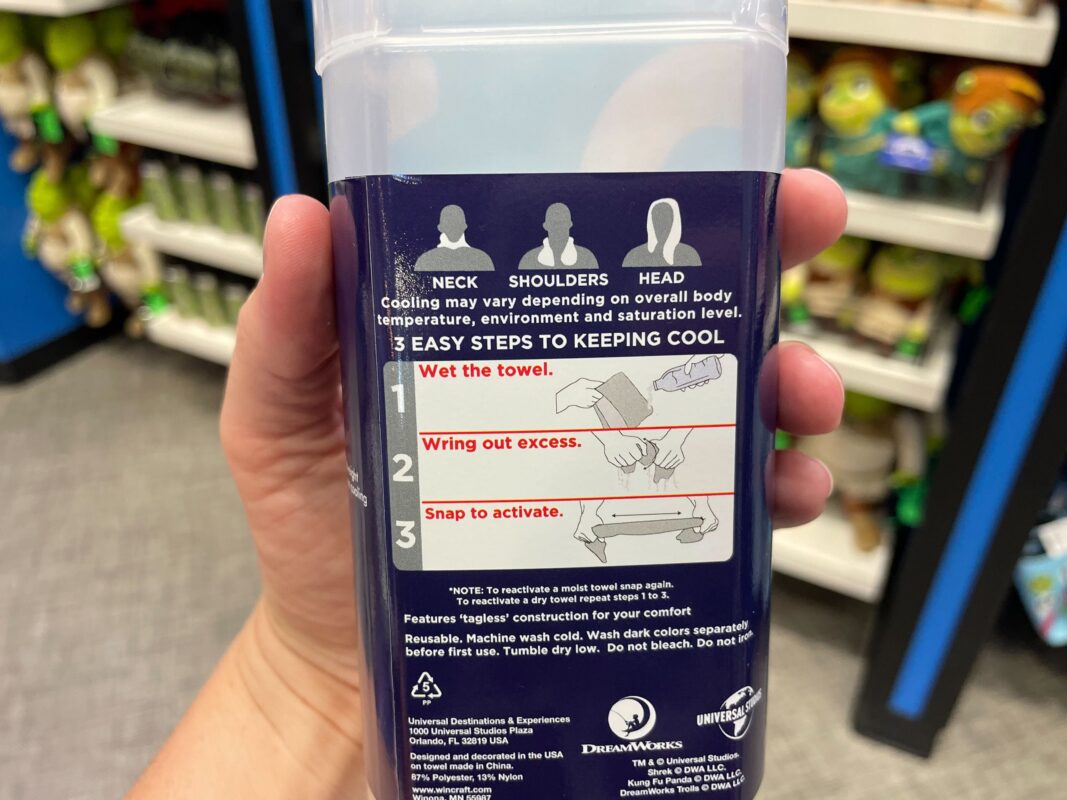 NECK SHOULDERS HEAD
Cooling may vary depending on overall body
temperature, environment and saturation level.
3 EASY STEPS TO KEEPING COOL
1 Wet the towel.
2 Wring out excess.
3 Snap to activate.
*NOTE: To reactivate a moist towel snap again.
To reactivate a dry towel repeat steps 1 to 3.
Features 'tagless' construction for your comfort
Reusable. Machine wash cold. Wash dark colors separately
before first use. Tumble dry low. Do not bleach. Do not iron.
5
PP
Universal Destinations & Experiences
1000 Universal Studios Plaza
Orlando, FL 32819 USA
Designed and decorated in the USA
on towel made in China.
87% Polyester, 13% Nylon
www.wincraft.com
Winona, MN 55987
DREAMWORKS
UNIVERSAL STUDIOS
TM & © Universal Studios.
Shrek © DWA LLC.
Kung Fu Panda © DWA LLC.
DreamWorks Trolls © DWA LLC.